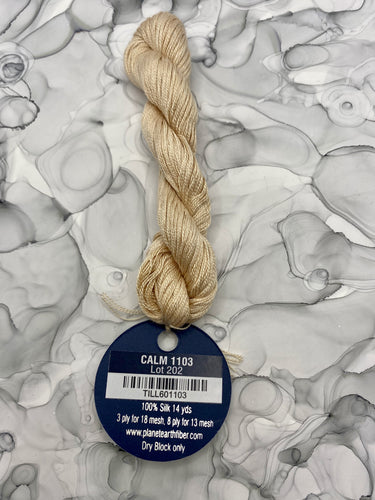 CALM 1103
Lot 202
TILL601103
100% Silk 14 yds
3 ply for 18 mesh, 8 ply for 13 mesh
www.planetearthfiber.com
Dry Block only